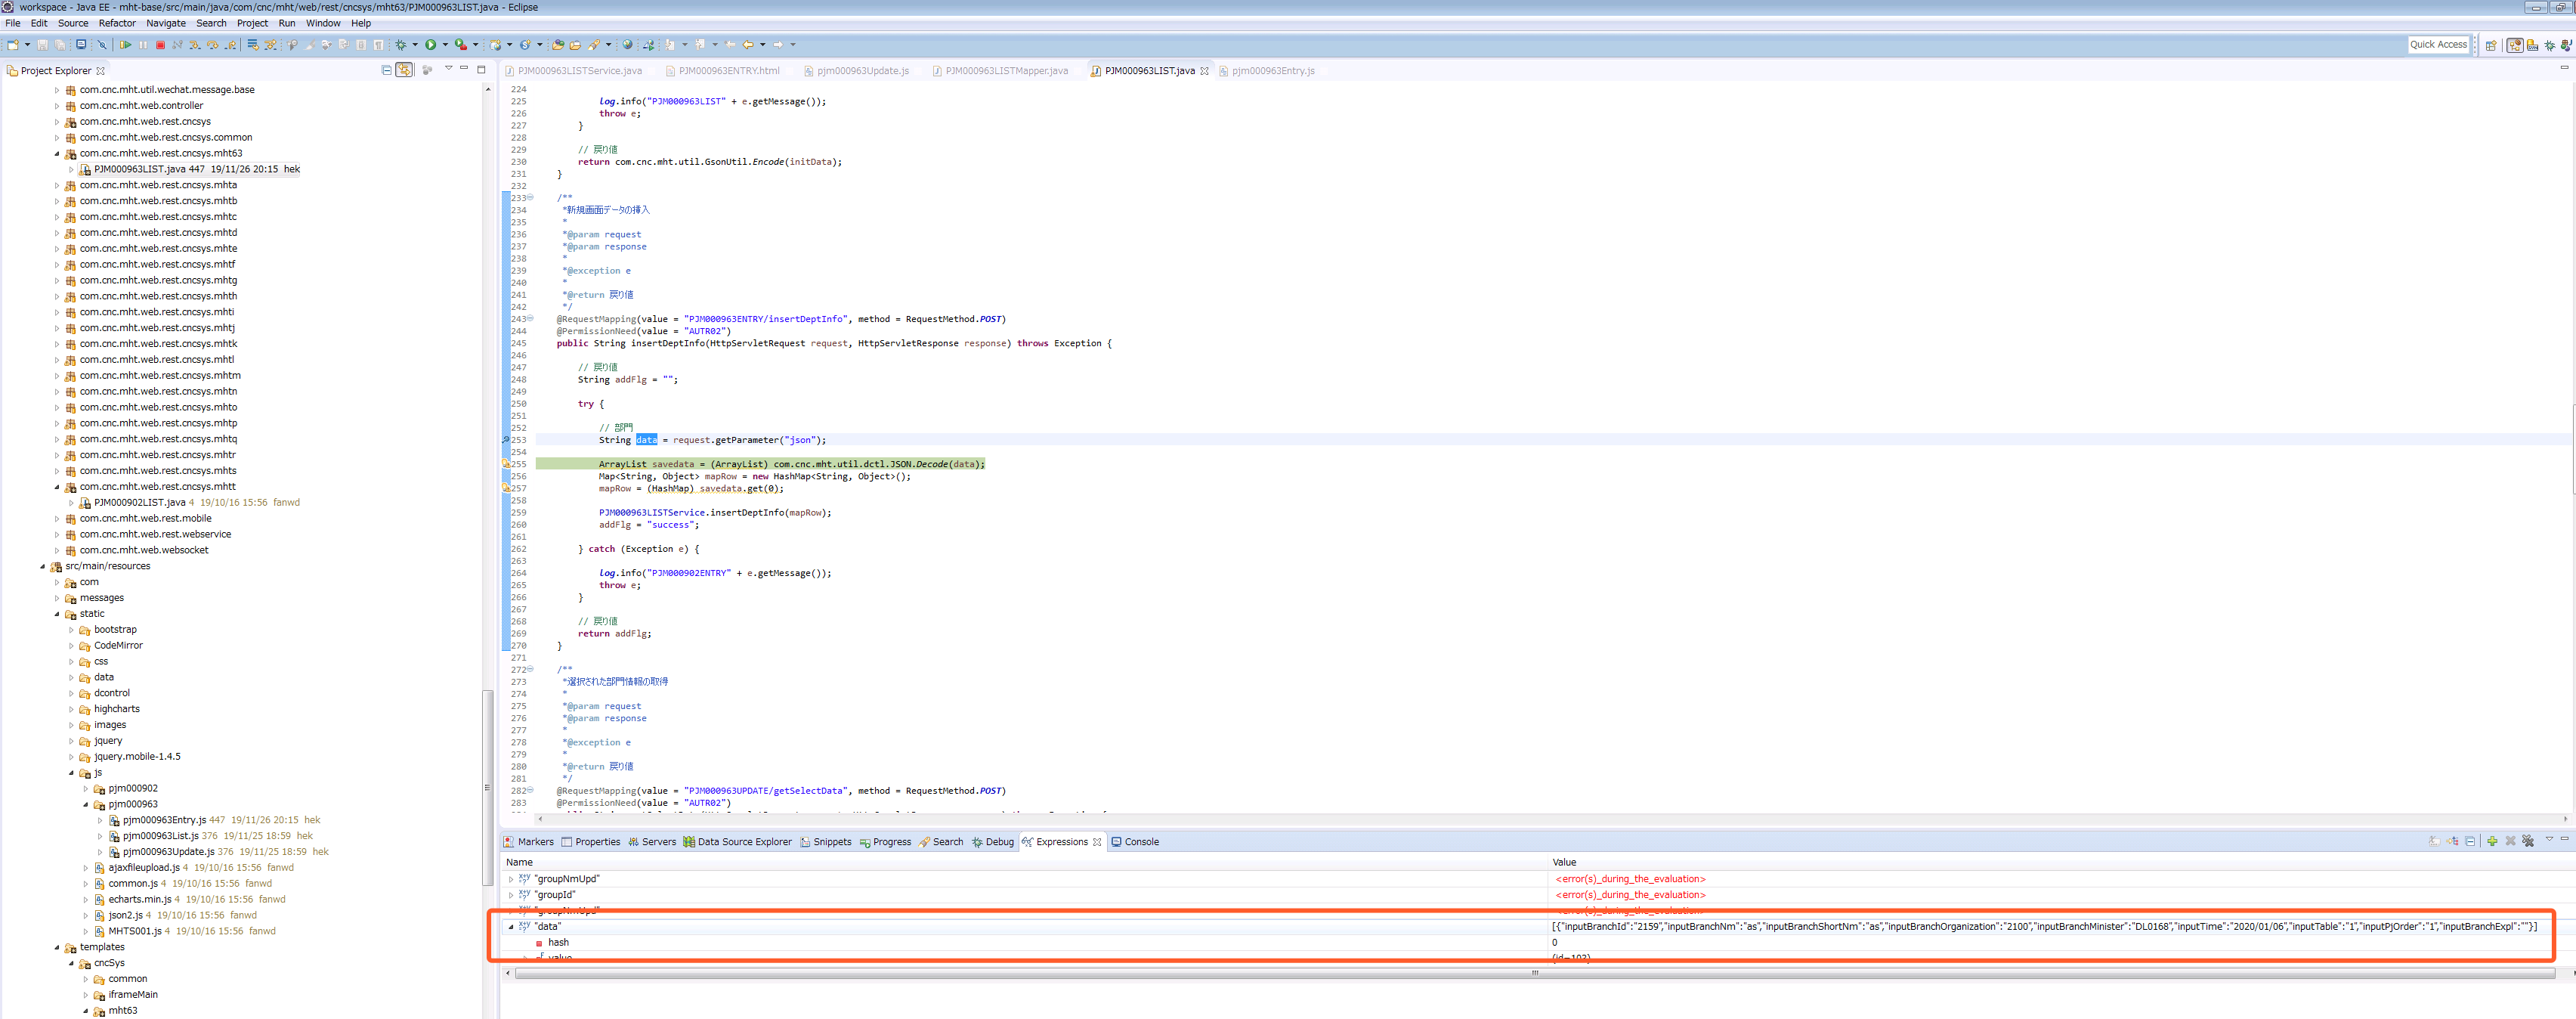 workspace - Java EE - mht-base/src/main/java/com/cnc/mht/web/rest/cncsys/mht63/PJM000963LIST.java - Eclipse
File Edit Source Refactor Navigate Search Project Run Window Help
Quick Access
Project Explorer
com.cnc.mht.util.wechat.message.base
com.cnc.mht.web.controller
com.cnc.mht.web.rest.cncsys
com.cnc.mht.web.rest.cncsys.common
com.cnc.mht.web.rest.cncsys.mht63
PJM000963LIST.java 447 19/11/26 20:15 hek
com.cnc.mht.web.rest.cncsys.mhta
com.cnc.mht.web.rest.cncsys.mhtb
com.cnc.mht.web.rest.cncsys.mhtc
com.cnc.mht.web.rest.cncsys.mhtd
com.cnc.mht.web.rest.cncsys.mhte
com.cnc.mht.web.rest.cncsys.mhtf
com.cnc.mht.web.rest.cncsys.mhtg
com.cnc.mht.web.rest.cncsys.mhth
com.cnc.mht.web.rest.cncsys.mhti
com.cnc.mht.web.rest.cncsys.mhtj
com.cnc.mht.web.rest.cncsys.mhtk
com.cnc.mht.web.rest.cncsys.mhtl
com.cnc.mht.web.rest.cncsys.mhtm
com.cnc.mht.web.rest.cncsys.mhtn
com.cnc.mht.web.rest.cncsys.mhto
com.cnc.mht.web.rest.cncsys.mhtp
com.cnc.mht.web.rest.cncsys.mhtq
com.cnc.mht.web.rest.cncsys.mhtr
com.cnc.mht.web.rest.cncsys.mhts
com.cnc.mht.web.rest.cncsys.mhtt
PJM000902LIST.java 4 19/10/16 15:56 fanwd
com.cnc.mht.web.rest.mobile
com.cnc.mht.web.rest.webservice
com.cnc.mht.web.websocket
src/main/resources
com
messages
static
bootstrap
CodeMirror
css
data
dcontrol
highcharts
images
jquery
jquery.mobile-1.4.5
js
pjm000902
pjm000963
pjm000963Entry.js 447 19/11/26 20:15 hek
pjm000963List.js 376 19/11/25 18:59 hek
pjm000963Update.js 376 19/11/25 18:59 hek
ajaxfileupload.js 4 19/10/16 15:56 fanwd
common.js 4 19/10/16 15:56 fanwd
echarts.min.js 4 19/10/16 15:56 fanwd
json2.js 4 19/10/16 15:56 fanwd
MHTS001.js 4 19/10/16 15:56 fanwd
templates
cncSys
common
iframeMain
mht63
PJM000963LISTService.java PJM000963ENTRY.html pjm000963Update.js PJM000963LISTMapper.java PJM000963LIST.java pjm000963Entry.js
224
225 log.info("PJM000963LIST" + e.getMessage());
226 throw e;
227 }
228
229 // 戻り値
230 return com.cnc.mht.util.GsonUtil.Encode(initData);
231 }
232
233 /**
234 *新規画面データの挿入
235 *
236 *@param request
237 *@param response
238 *
239 *@exception e
240 *
241 *@return 戻り値
242 */
243 @RequestMapping(value = "PJM000963ENTRY/insertDeptInfo", method = RequestMethod.POST)
244 @PermissionNeed(value = "AUTR02")
245 public String insertDeptInfo(HttpServletRequest request, HttpServletResponse response) throws Exception {
246
247 // 戻り値
248 String addFlg = "";
249
250 try {
251
252 // 部門
253 String data = request.getParameter("json");
254
255 ArrayList savedata = (ArrayList) com.cnc.mht.util.dctl.JSON.Decode(data);
256 Map<String, Object> mapRow = new HashMap<String, Object>();
257 mapRow = (HashMap) savedata.get(0);
258
259 PJM000963LISTService.insertDeptInfo(mapRow);
260 addFlg = "success";
261
262 } catch (Exception e) {
263
264 log.info("PJM000902ENTRY" + e.getMessage());
265 throw e;
266 }
267
268 // 戻り値
269 return addFlg;
270 }
271
272 /**
273 *選択された部門情報の取得
274 *
275 *@param request
276 *@param response
277 *
278 *@exception e
279 *
280 *@return 戻り値
281 */
282 @RequestMapping(value = "PJM000963UPDATE/getSelectData", method = RequestMethod.POST)
283 @PermissionNeed(value = "AUTR02")
Markers Properties Servers Data Source Explorer Snippets Progress Search Debug Expressions Console
Name Value
"groupNmUpd" <error(s)_during_the_evaluation>
"groupId" <error(s)_during_the_evaluation>
"groupNmUpd" <error(s)_during_the_evaluation>
"data" [{"inputBranchId":"2159","inputBranchNm":"as","inputBranchShortNm":"as","inputBranchOrganization":"2100","inputBranchMinister":"DL0168","inputTime":"2020/01/06","inputTable":"1","inputPjOrder":"1","inputBranchExpl":""}]
hash 0
value (id=102)